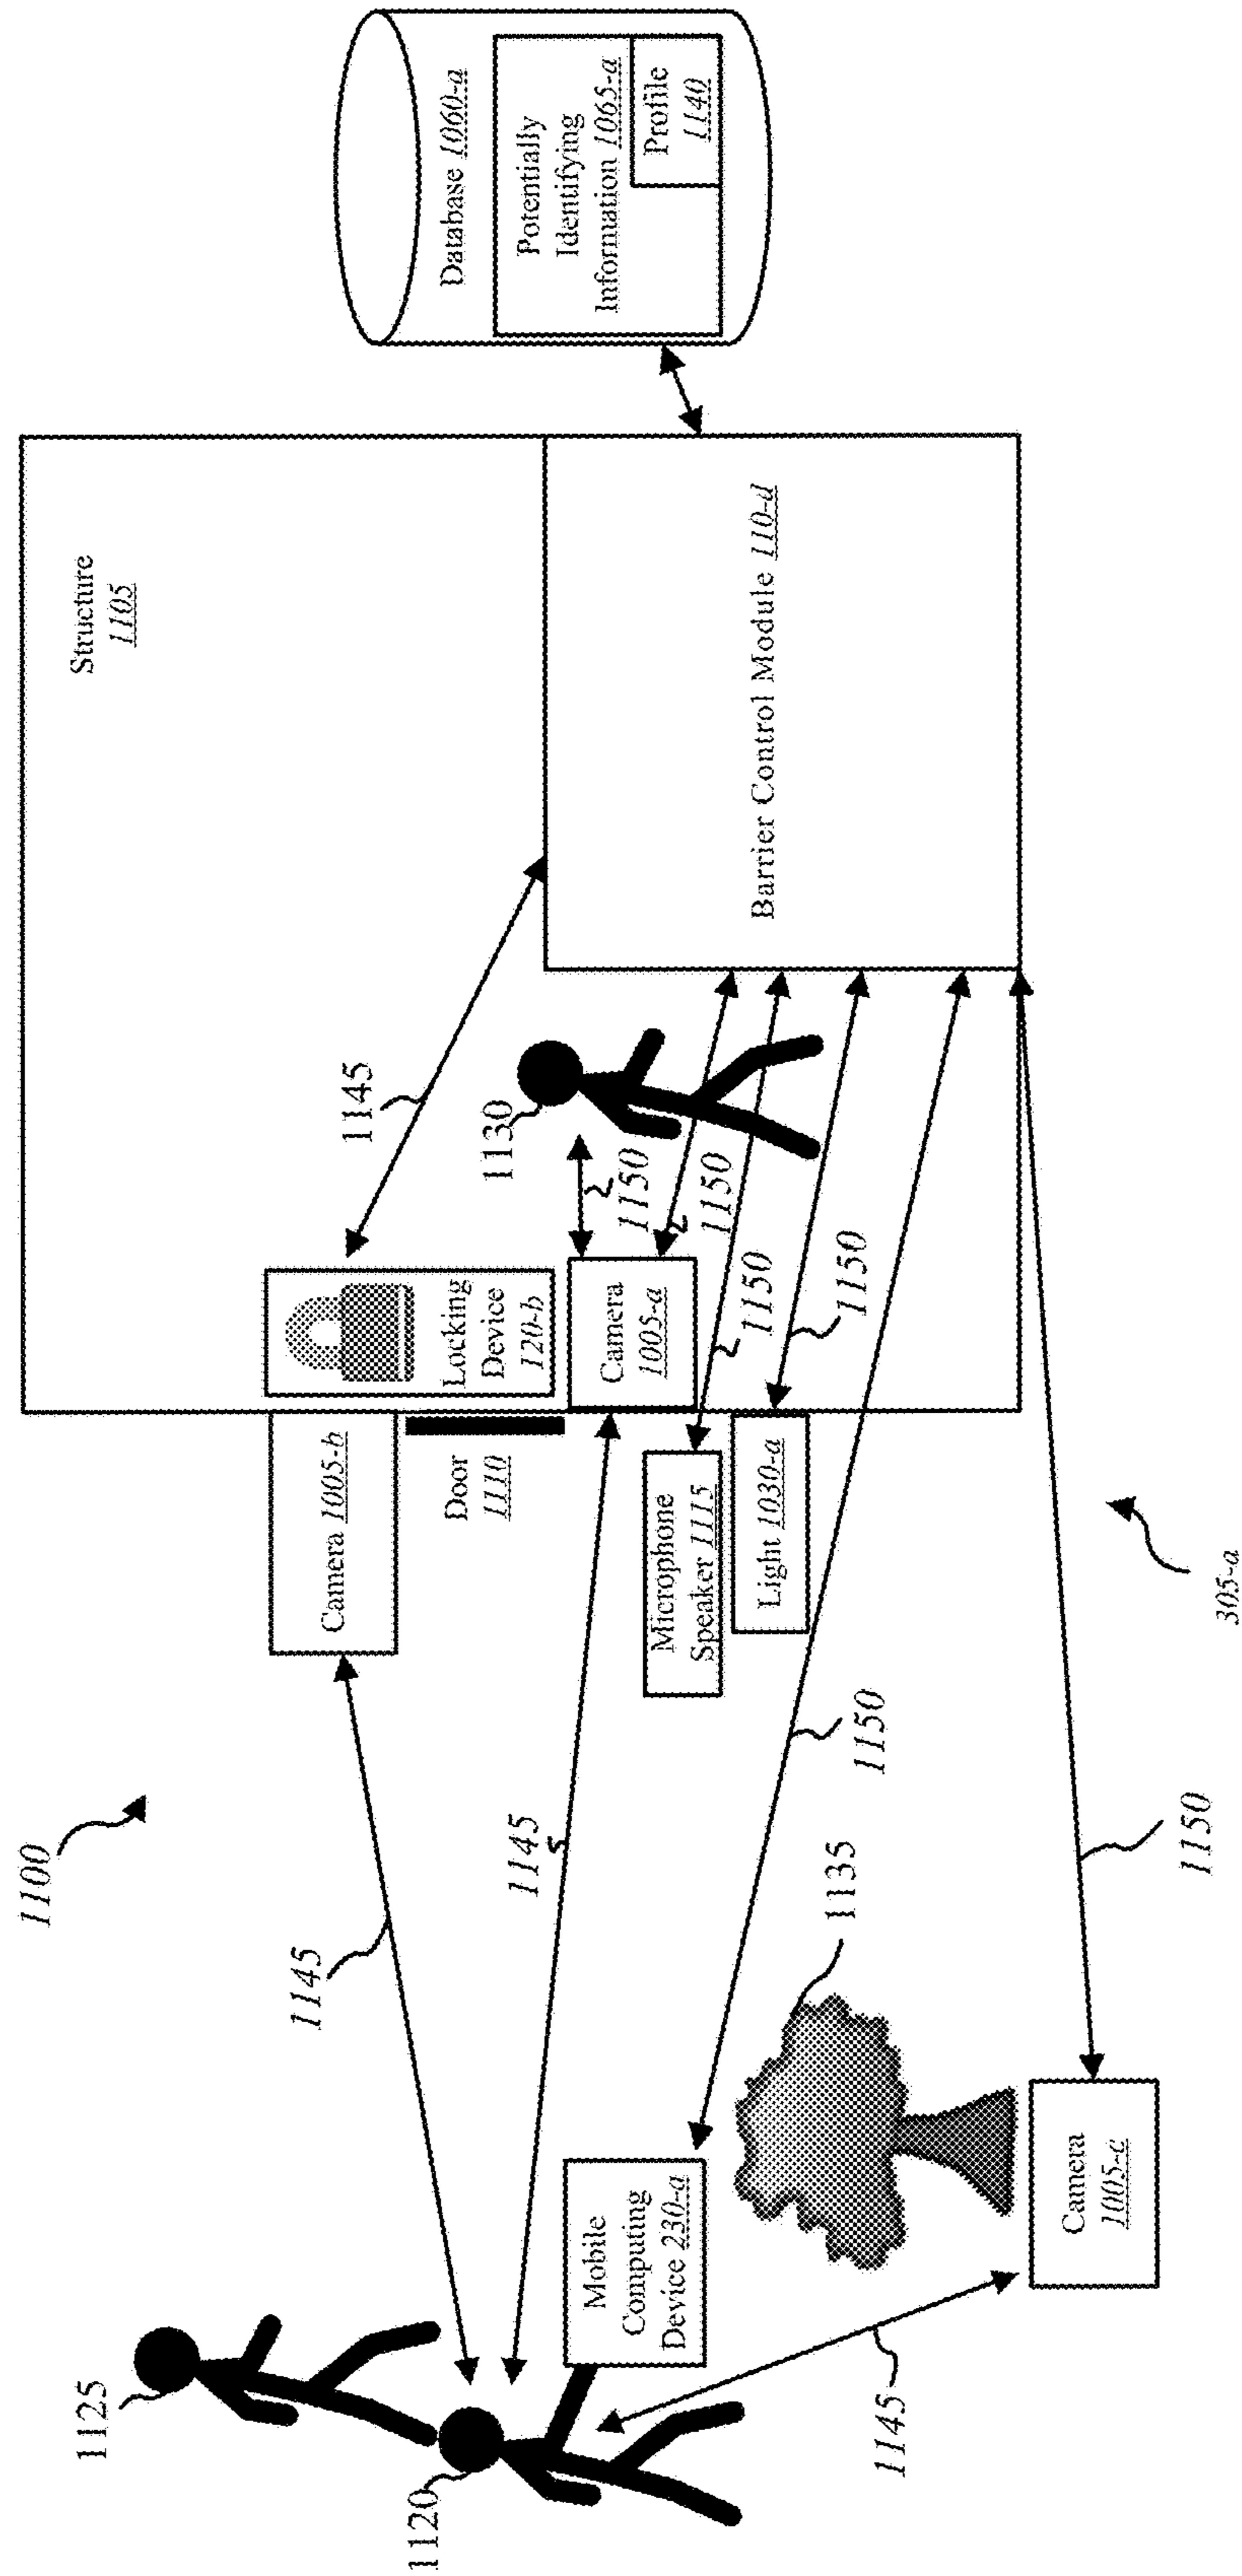 1100
Structure
1105
1125
1120
1145
1145
1145
1145
Camera 1005-b
Door
1110
Locking
Device
120-b
Camera
1005-a
1130
1150
1150
1150
1150
1150
1150
Microphone
Speaker 1115
Light 1030-a
Mobile
Computing
Device 230-a
1135
Camera
1005-c
Barrier Control Module 110-d
Database 1060-a
Potentially
Identifying
Information 1065-a
Profile
1140
305-a